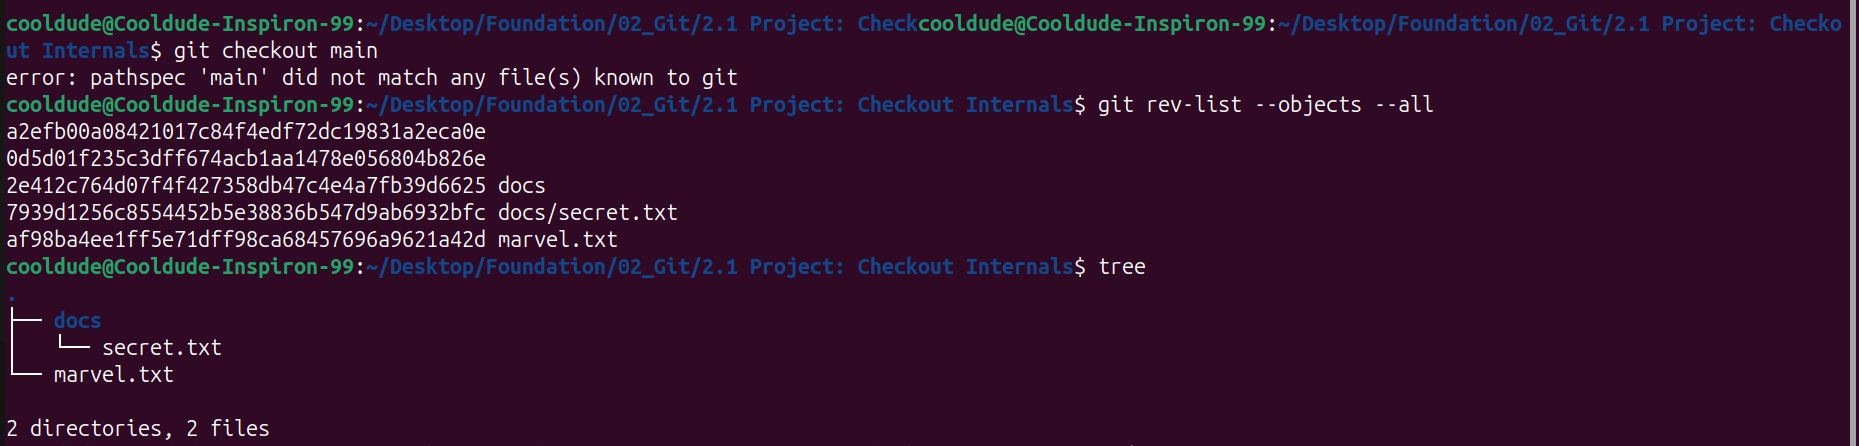 cooldude@Cooldude-Inspiron-99:~/Desktop/Foundation/02_Git/2.1 Project: Checkcooldude@Cooldude-Inspiron-99:~/Desktop/Foundation/02_Git/2.1 Project: Checko
ut Internals$ git checkout main
error: pathspec 'main' did not match any file(s) known to git
cooldude@Cooldude-Inspiron-99:~/Desktop/Foundation/02_Git/2.1 Project: Checkout Internals$ git rev-list --objects --all
a2efb00a08421017c84f4edf72dc19831a2eca0e
0d5d01f235c3dff674acb1aa1478e056804b826e
2e412c764d07f4f427358db47c4e4a7fb39d6625 docs
7939d1256c8554452b5e38836b547d9ab6932bfc docs/secret.txt
af98ba4ee1ff5e71dff98ca68457696a9621a42d marvel.txt
cooldude@Cooldude-Inspiron-99:~/Desktop/Foundation/02_Git/2.1 Project: Checkout Internals$ tree
.
├── docs
│   └── secret.txt
└── marvel.txt
2 directories, 2 files